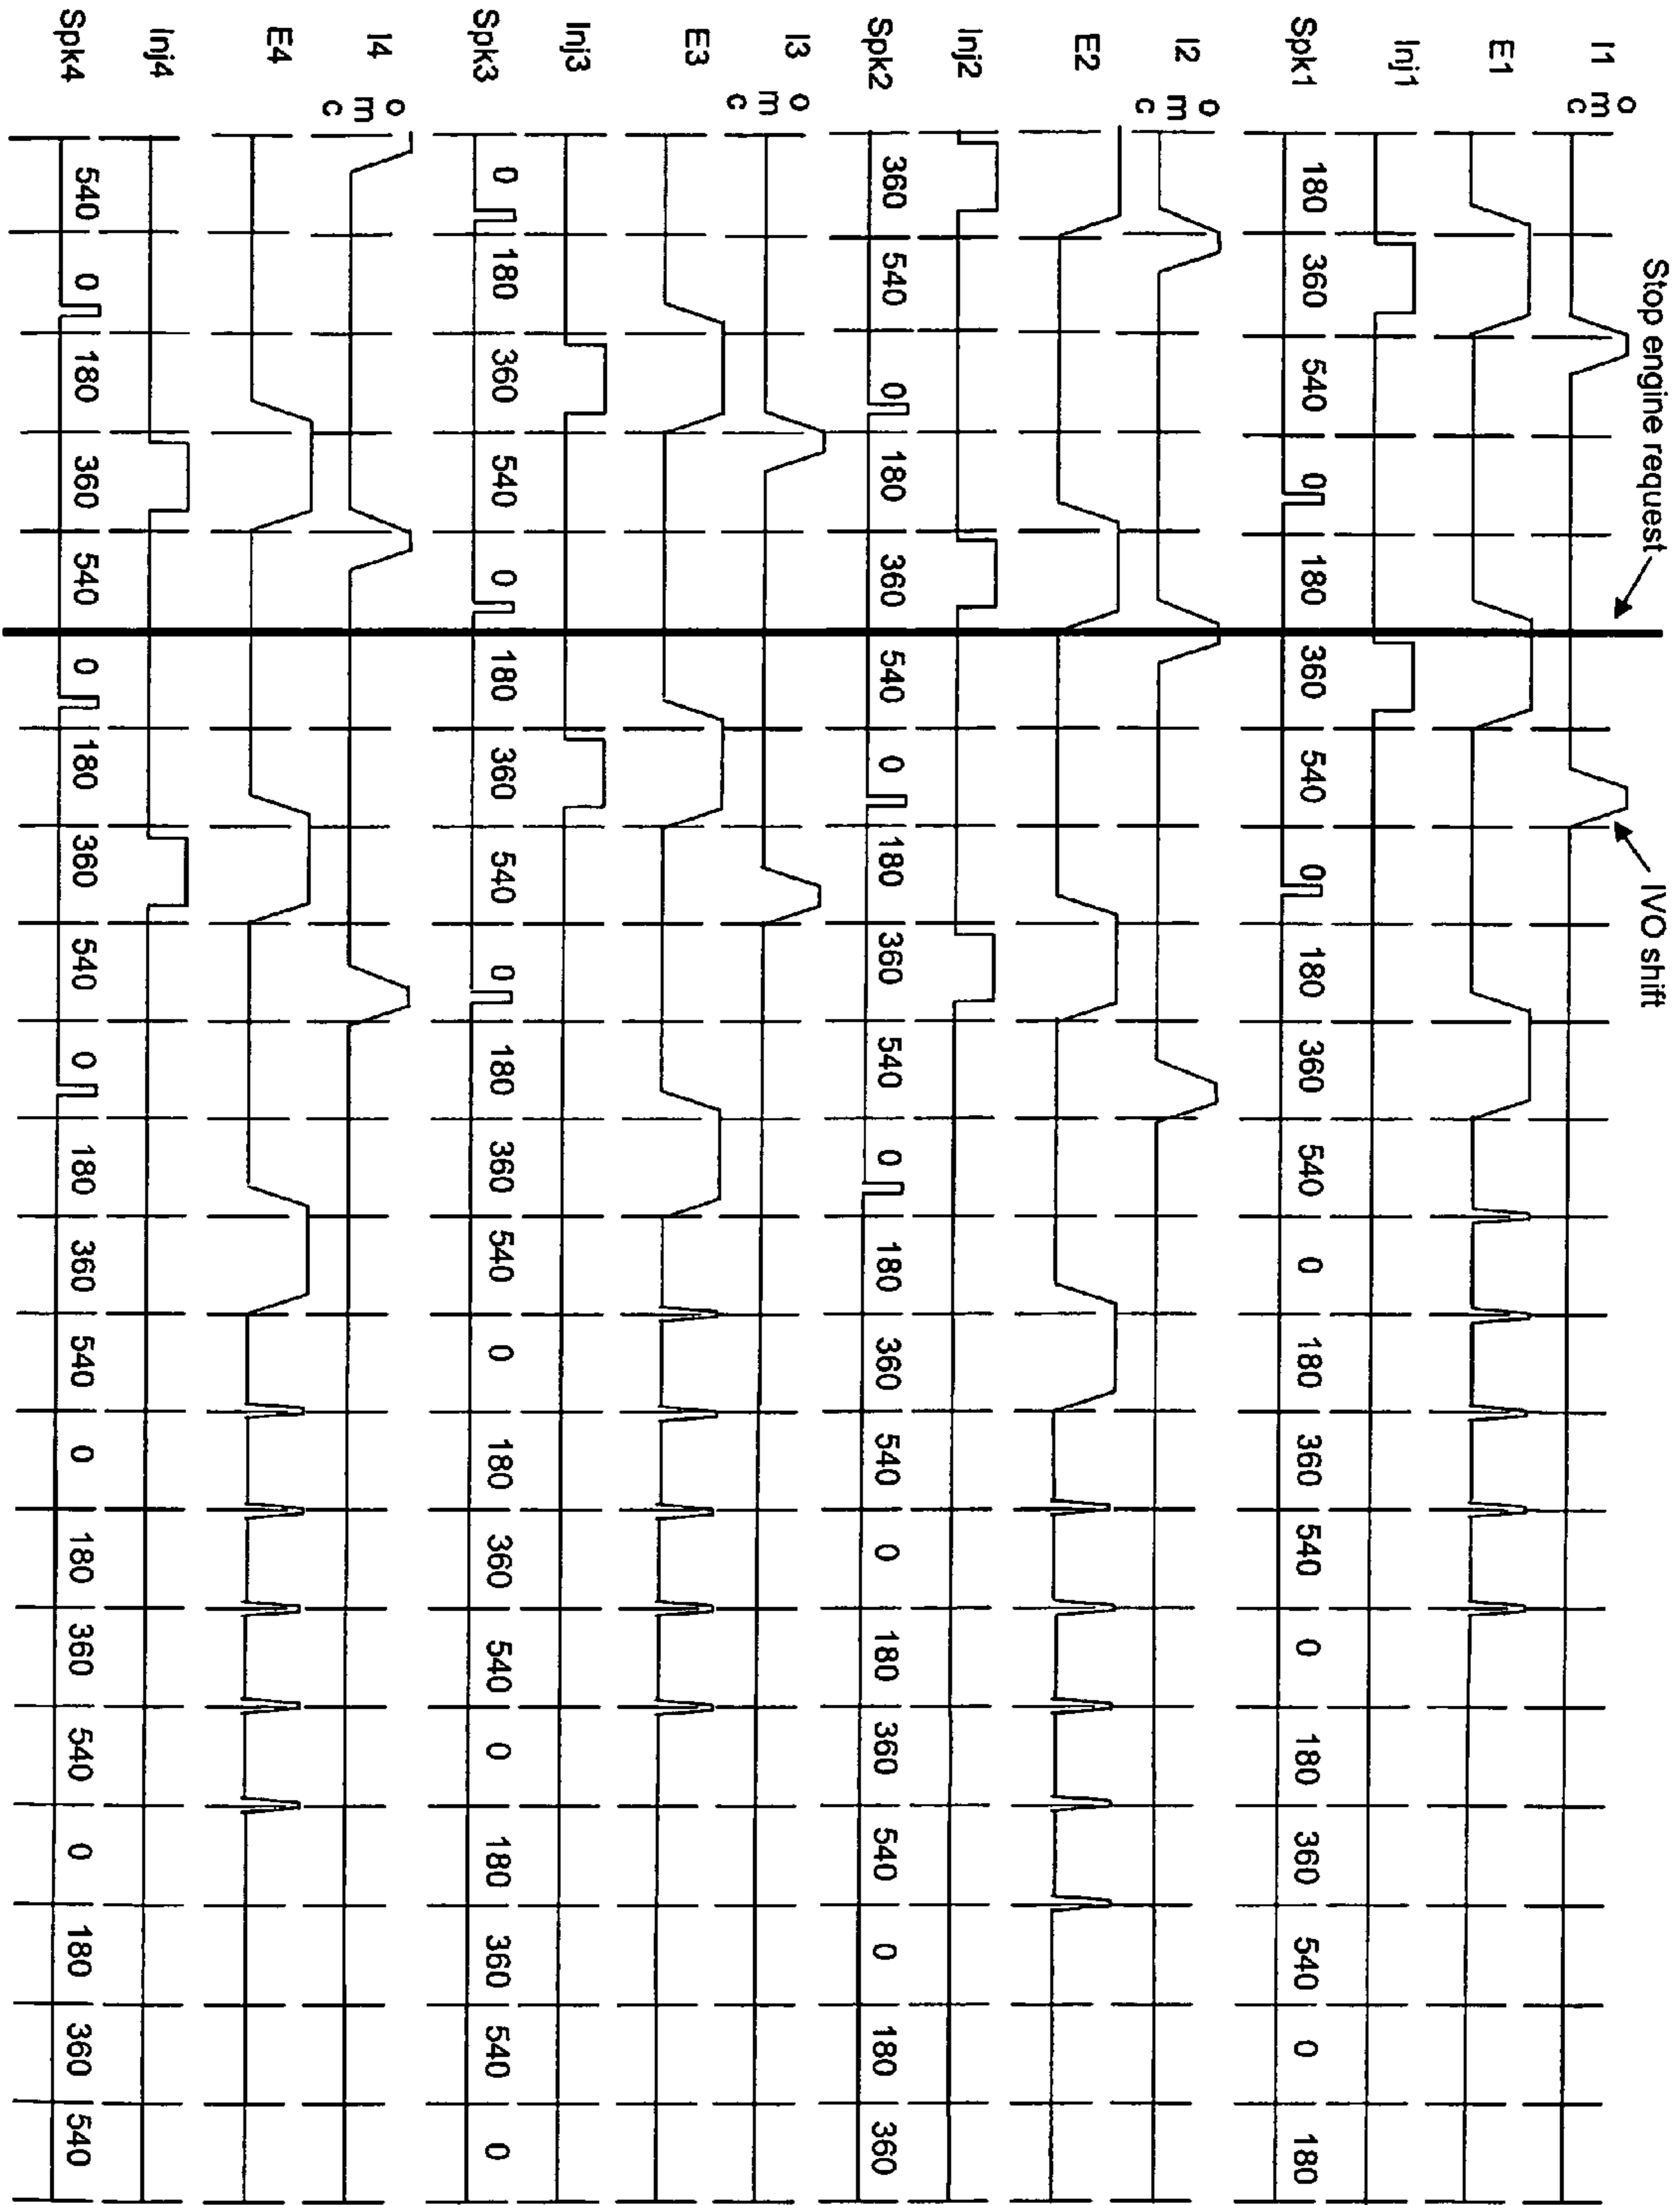 Stop engine request
IVO shift
I1
o
m
c
E1
Inj1
180 360 540 0 180 360 540 0 180 360 540 0 180 360 540 0 180 360 540 0 180
Spk1
I2
o
m
c
E2
Inj2
360 540 0 180 360 540 0 180 360 540 0 180 360 540 0 180 360 540 0 180 360
Spk2
I3
o
m
c
E3
Inj3
0 180 360 540 0 180 360 540 0 180 360 540 0 180 360 540 0 180 360 540 0
Spk3
I4
o
m
c
E4
Inj4
540 0 180 360 540 0 180 360 540 0 180 360 540 0 180 360 540 0 180 360 540
Spk4